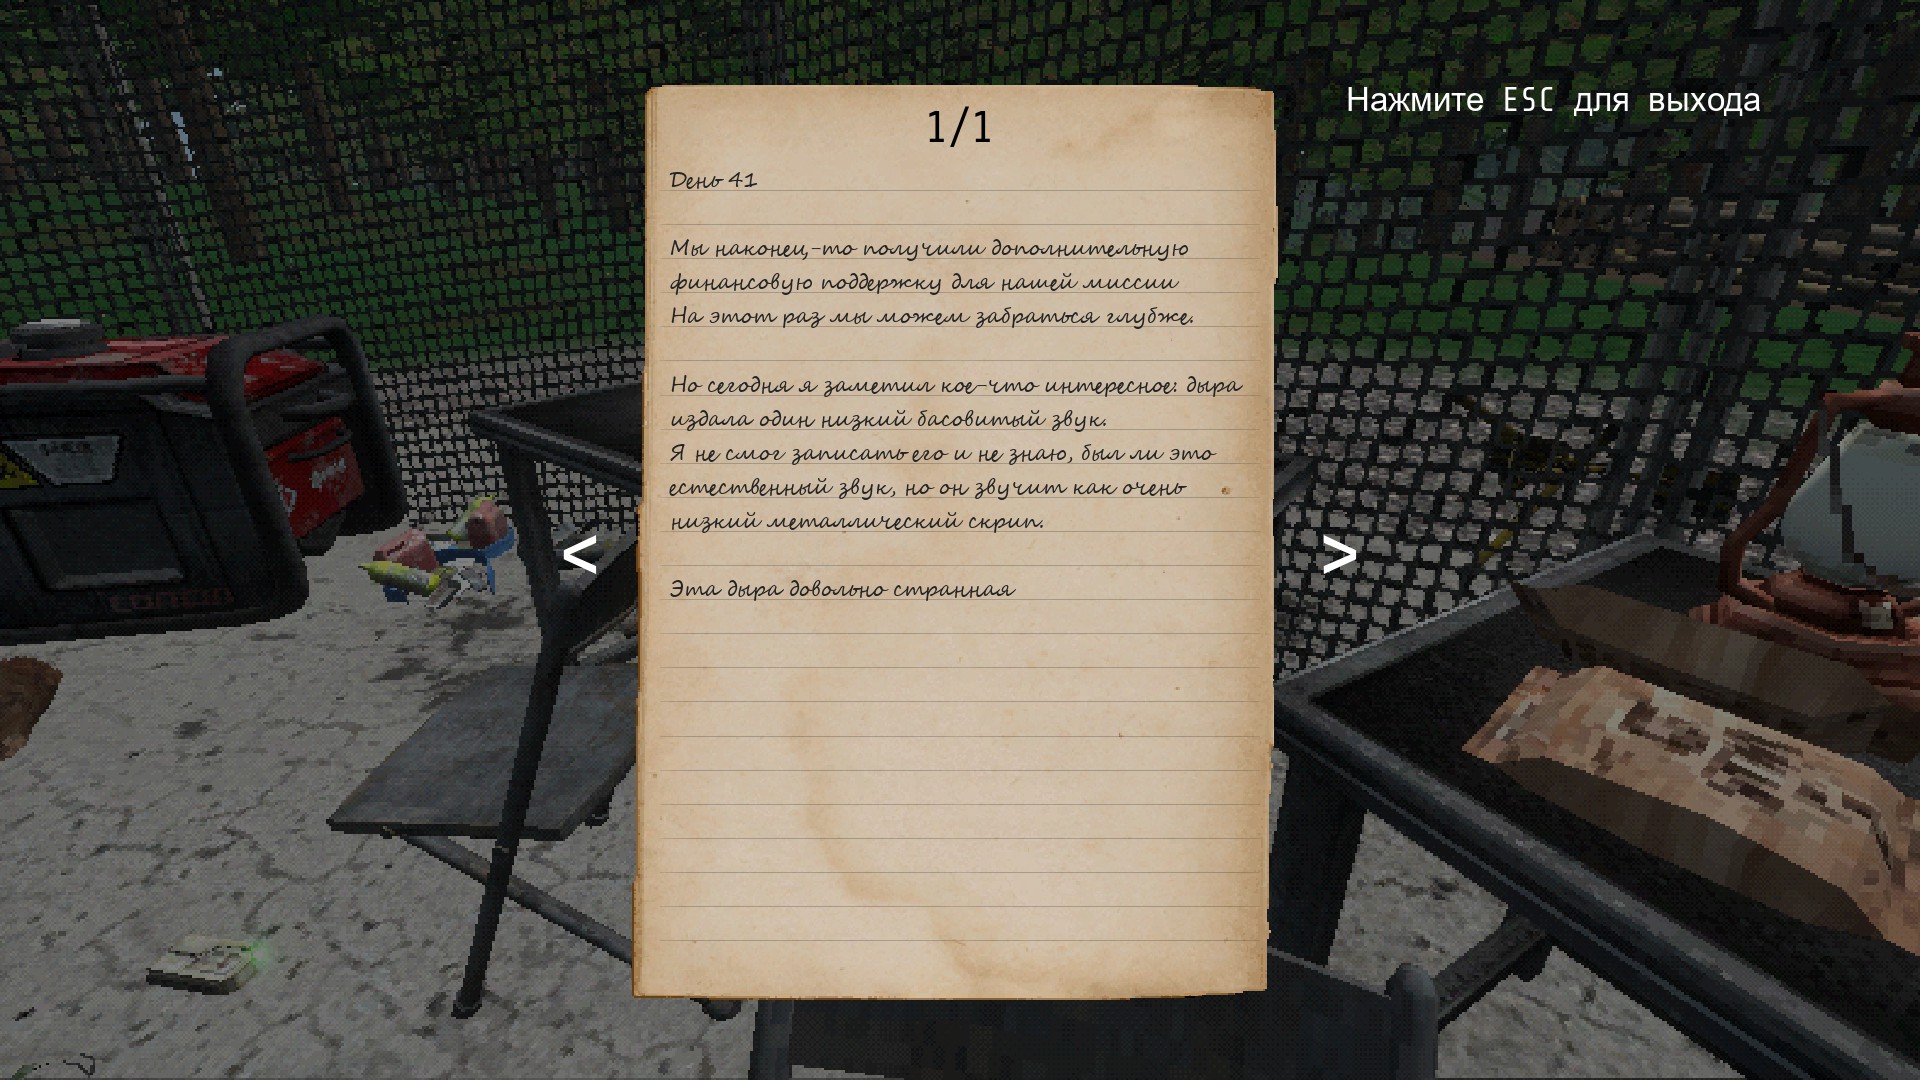 Нажмите ESC для выхода
1/1
День 41
Мы наконец,-то получили дополнительную
финансовую поддержку для нашей миссии
На этот раз мы можем забраться глубже.
Но сегодня я заметил кое-что интересное: дыра
издала один низкий басовитый звук.
Я не смог записать его и не знаю, был ли это
естественный звук, но он звучит как очень
низкий металлический скрип.
Эта дыра довольно странная
< >